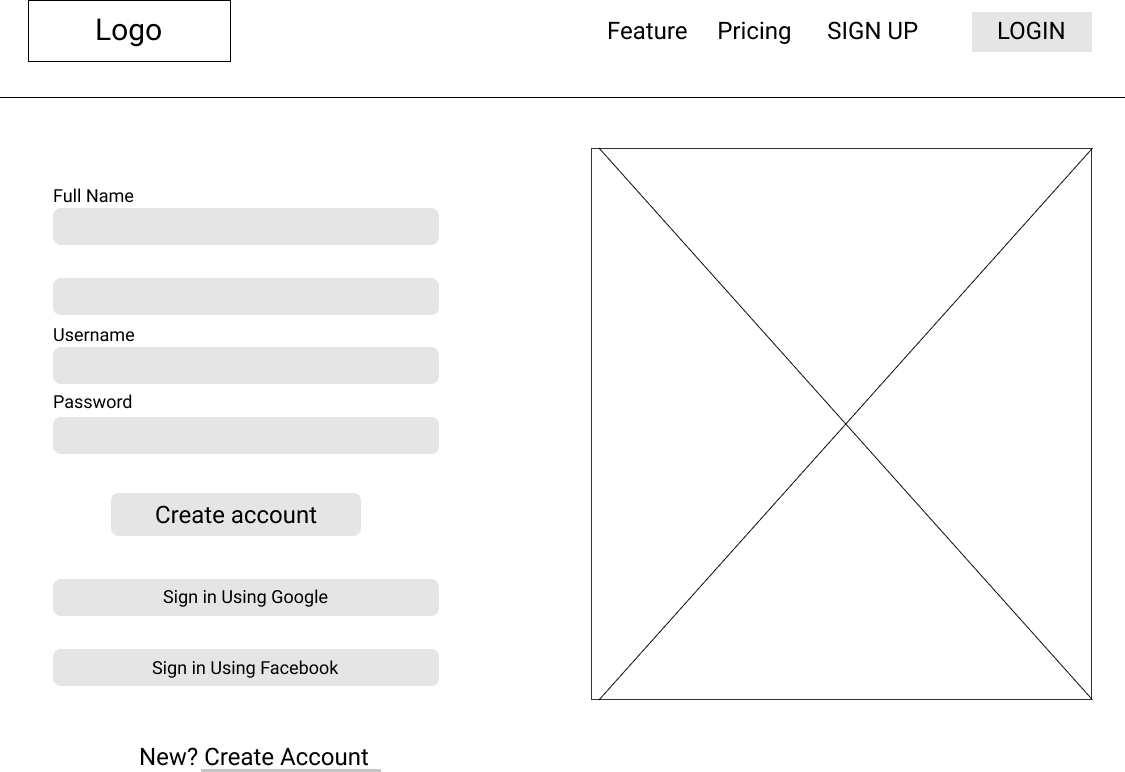 Logo
Feature Pricing SIGN UP LOGIN
Full Name
Username
Password
Create account
Sign in Using Google
Sign in Using Facebook
New? Create Account